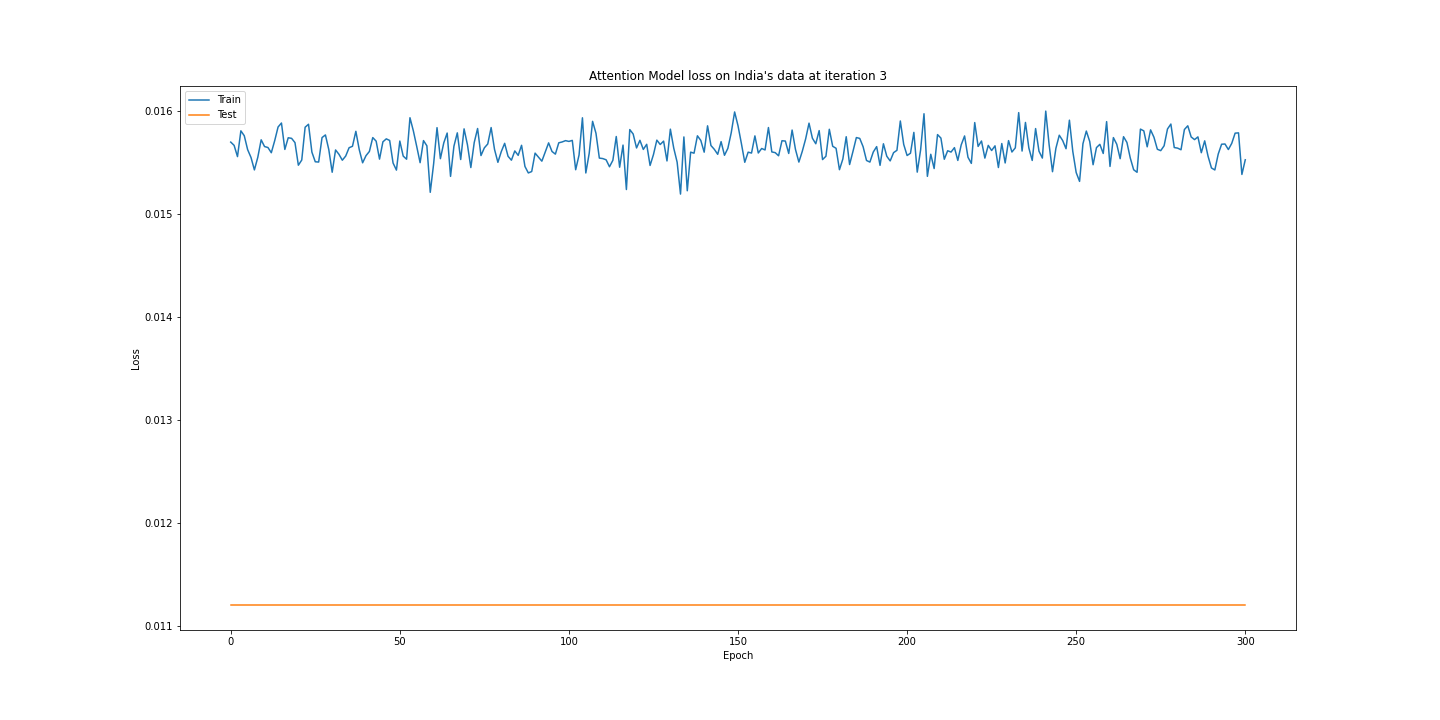 Attention Model loss on India's data at iteration 3
Train
Test
0.016
0.015
0.014
0.013
0.012
0.011
Loss
0 50 100 150 200 250 300
Epoch